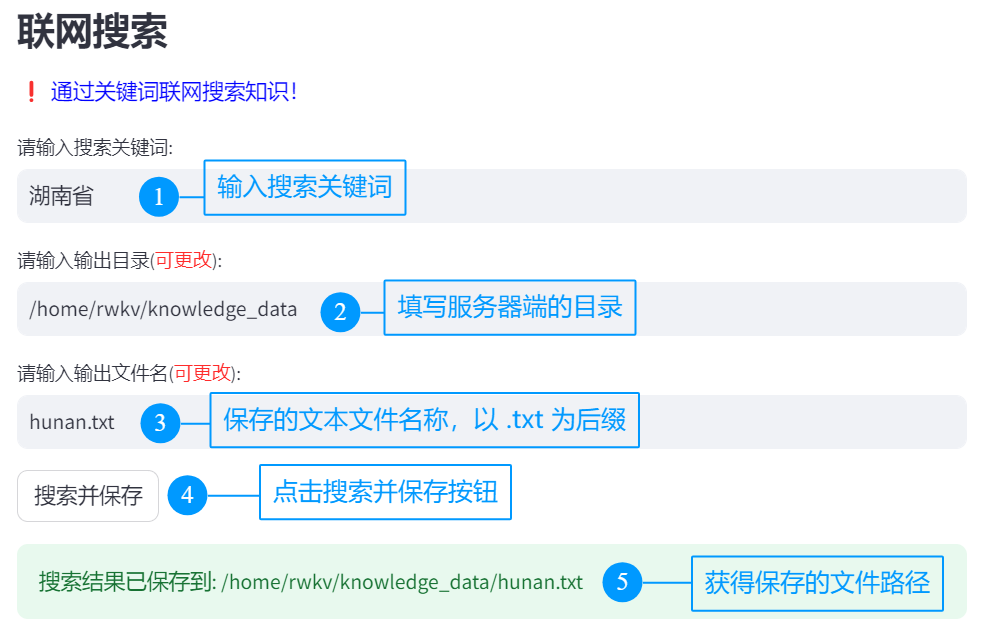 联网搜索
❗ 通过关键词联网搜索知识!
请输入搜索关键词:
湖南省 1 输入搜索关键词
请输入输出目录(可更改):
/home/rwkv/knowledge_data 2 填写服务器端的目录
请输入输出文件名(可更改):
hunan.txt 3 保存的文本文件名称，以 .txt 为后缀
搜索并保存 4 点击搜索并保存按钮
搜索结果已保存到: /home/rwkv/knowledge_data/hunan.txt 5 获得保存的文件路径